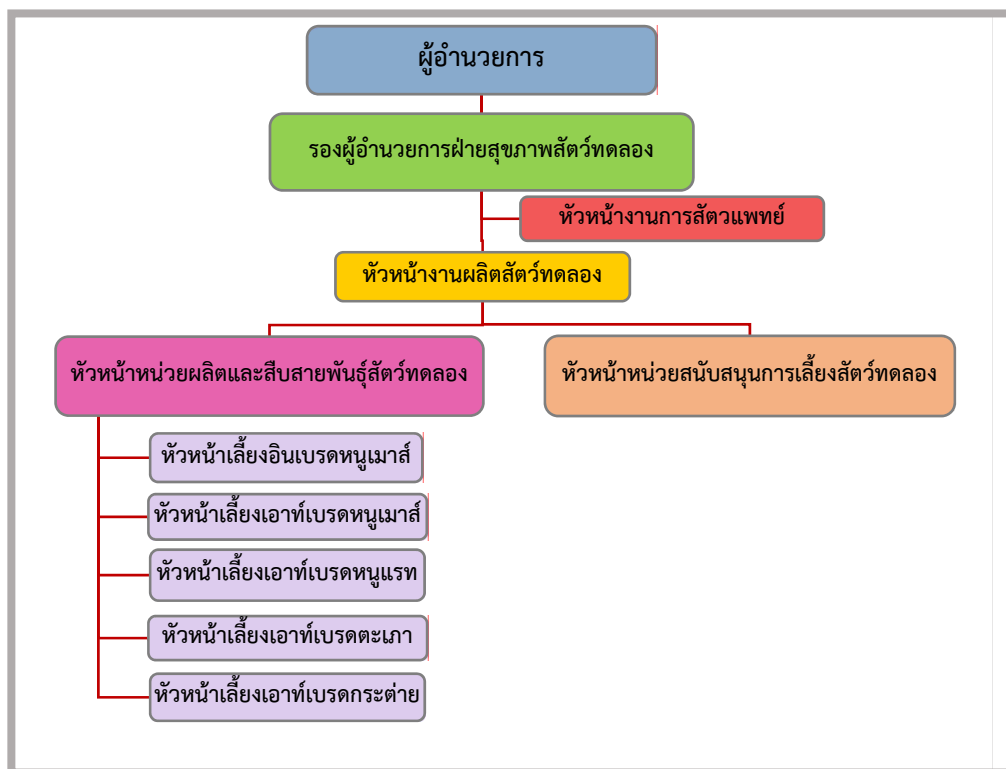 ผู้อำนวยการ
รองผู้อำนวยการฝ่ายสุขภาพสัตว์ทดลอง
หัวหน้างานการสัตวแพทย์
หัวหน้างานผลิตสัตว์ทดลอง
หัวหน้าหน่วยผลิตและสืบสายพันธุ์สัตว์ทดลอง
หัวหน้าหน่วยสนับสนุนการเลี้ยงสัตว์ทดลอง
หัวหน้าเลี้ยงอินเบรดหนูเมาส์
หัวหน้าเลี้ยงเอาท์เบรดหนูเมาส์
หัวหน้าเลี้ยงเอาท์เบรดหนูแรท
หัวหน้าเลี้ยงเอาท์เบรดตะเภา
หัวหน้าเลี้ยงเอาท์เบรดกระต่าย